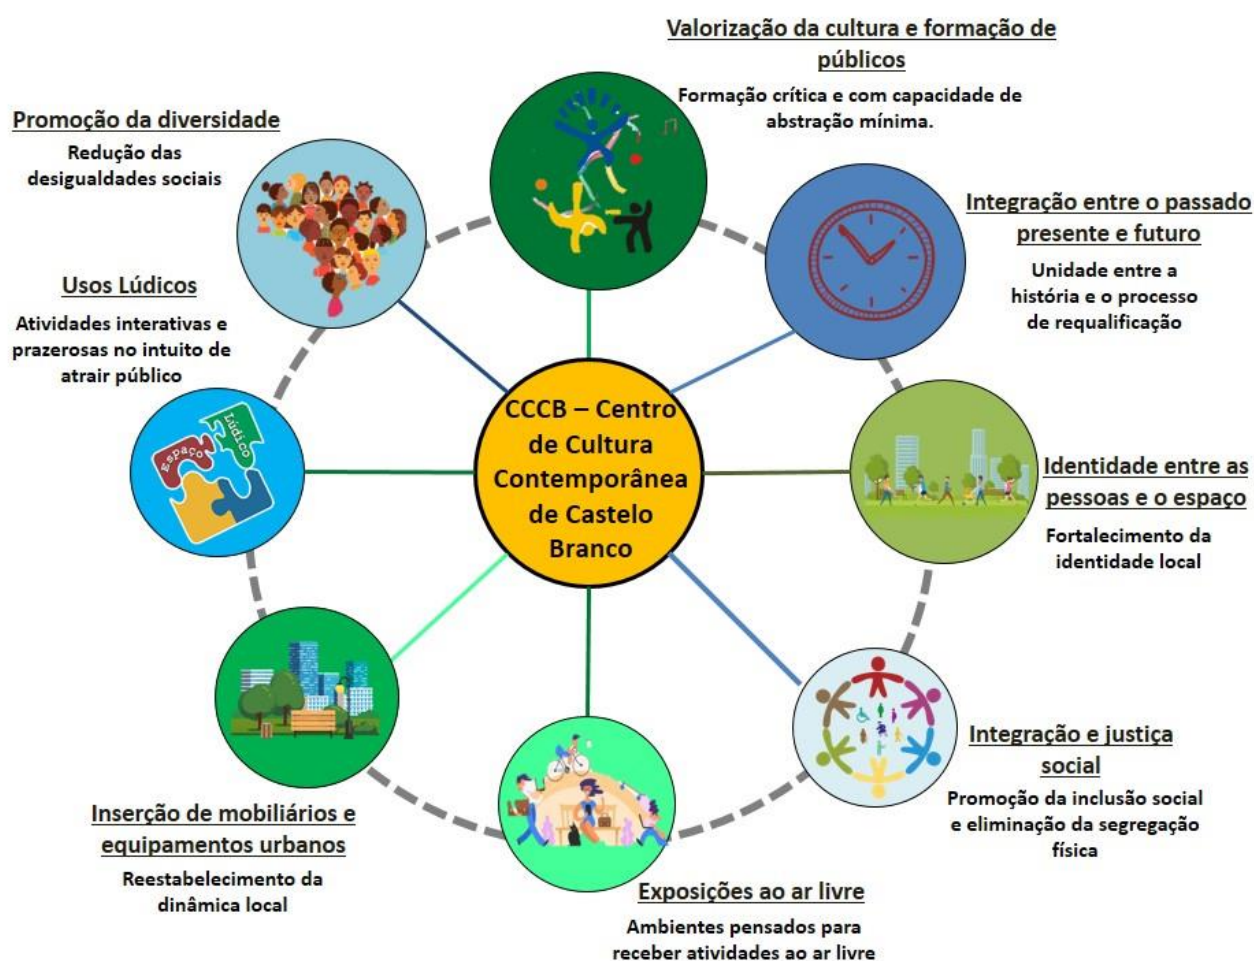 Valorização da cultura e formação de
públicos
Formação crítica e com capacidade de
abstração mínima.
Promoção da diversidade
Redução das
desigualdades sociais
Integração entre o passado
presente e futuro
Unidade entre a
história e o processo
de requalificação
Usos Lúdicos
Atividades interativas e
prazerosas no intuito de
atrair público
Espaço
Lúdico
CCCB – Centro
de Cultura
Contemporânea
de Castelo
Branco
Identidade entre as
pessoas e o espaço
Fortalecimento da
identidade local
Integração e justiça
social
Promoção da inclusão social
e eliminação da segregação
física
Inserção de mobiliários e
equipamentos urbanos
Reestabelecimento da
dinâmica local
Exposições ao ar livre
Ambientes pensados para
receber atividades ao ar livre